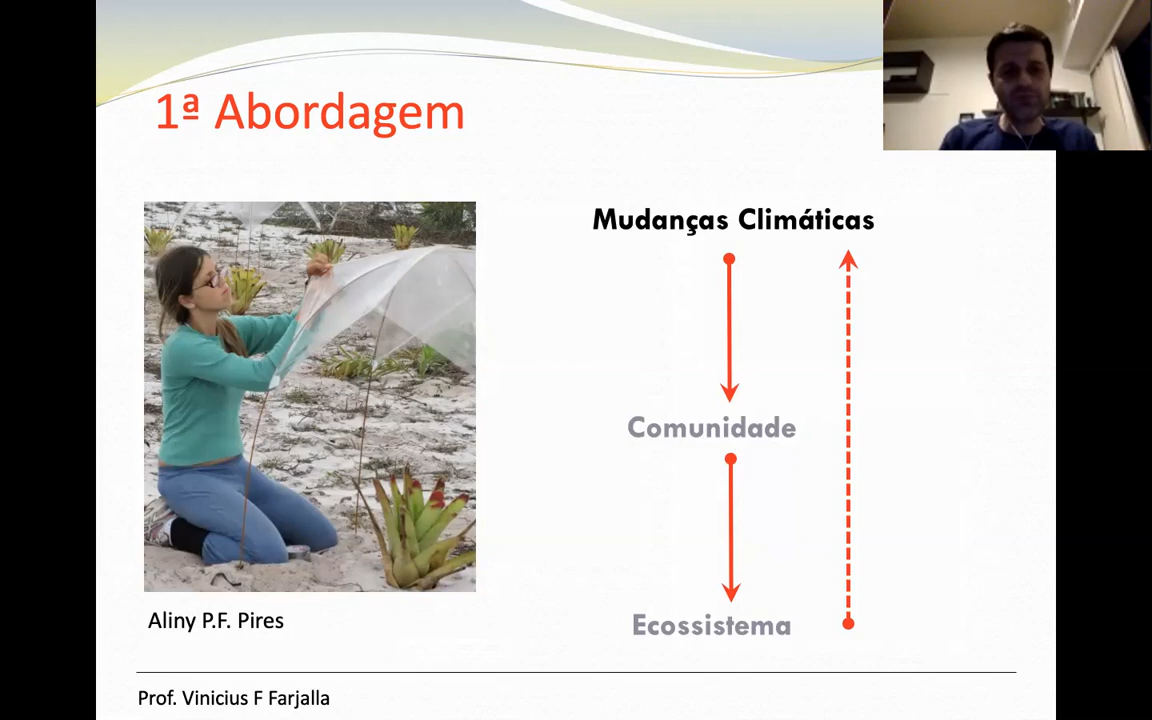 1ª Abordagem
Mudanças Climáticas
Comunidade
Ecossistema
Aliny P.F. Pires
Prof. Vinicius F Farjalla